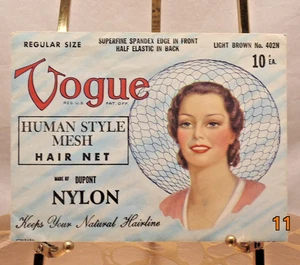 REGULAR SIZE
SUPERFINE SPANDEX EDGE IN FRONT
HALF ELASTIC IN BACK
LIGHT BROWN No. 402N
10¢ EA.
Vogue
REG. U.S. PAT. OFF.
HUMAN STYLE
MESH
HAIR NET
MADE OF DUPONT
NYLON
Keeps Your Natural Hairline
11